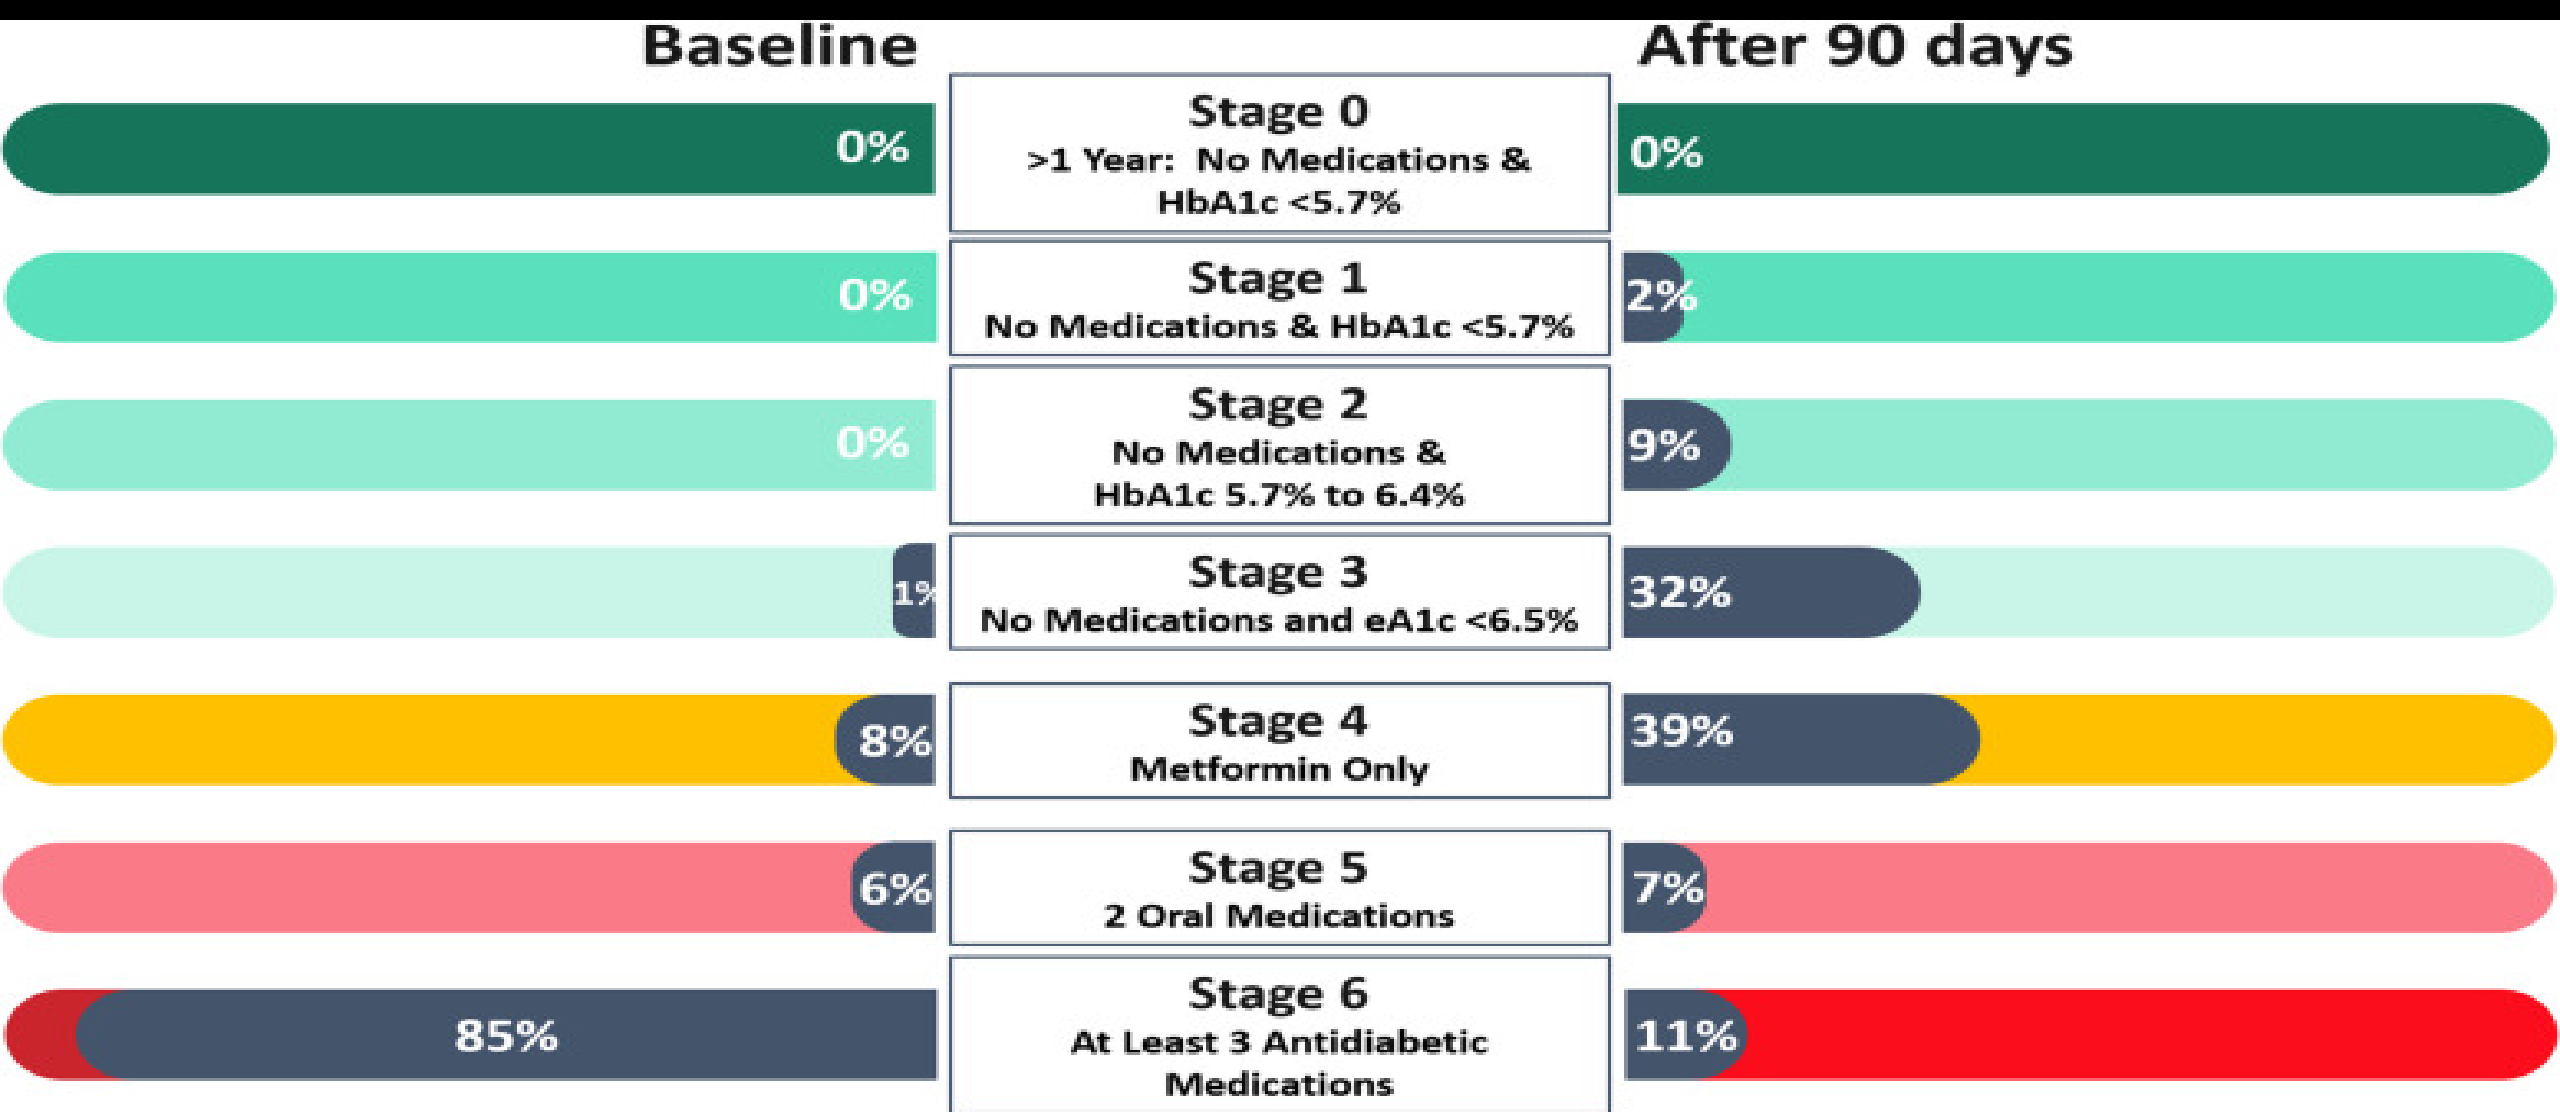 Baseline
After 90 days
0%
Stage 0
>1 Year:  No Medications &
HbA1c <5.7%
0%
0%
Stage 1
No Medications & HbA1c <5.7%
2%
0%
Stage 2
No Medications &
HbA1c 5.7% to 6.4%
9%
1%
Stage 3
No Medications and eA1c <6.5%
32%
8%
Stage 4
Metformin Only
39%
6%
Stage 5
2 Oral Medications
7%
85%
Stage 6
At Least 3 Antidiabetic
Medications
11%